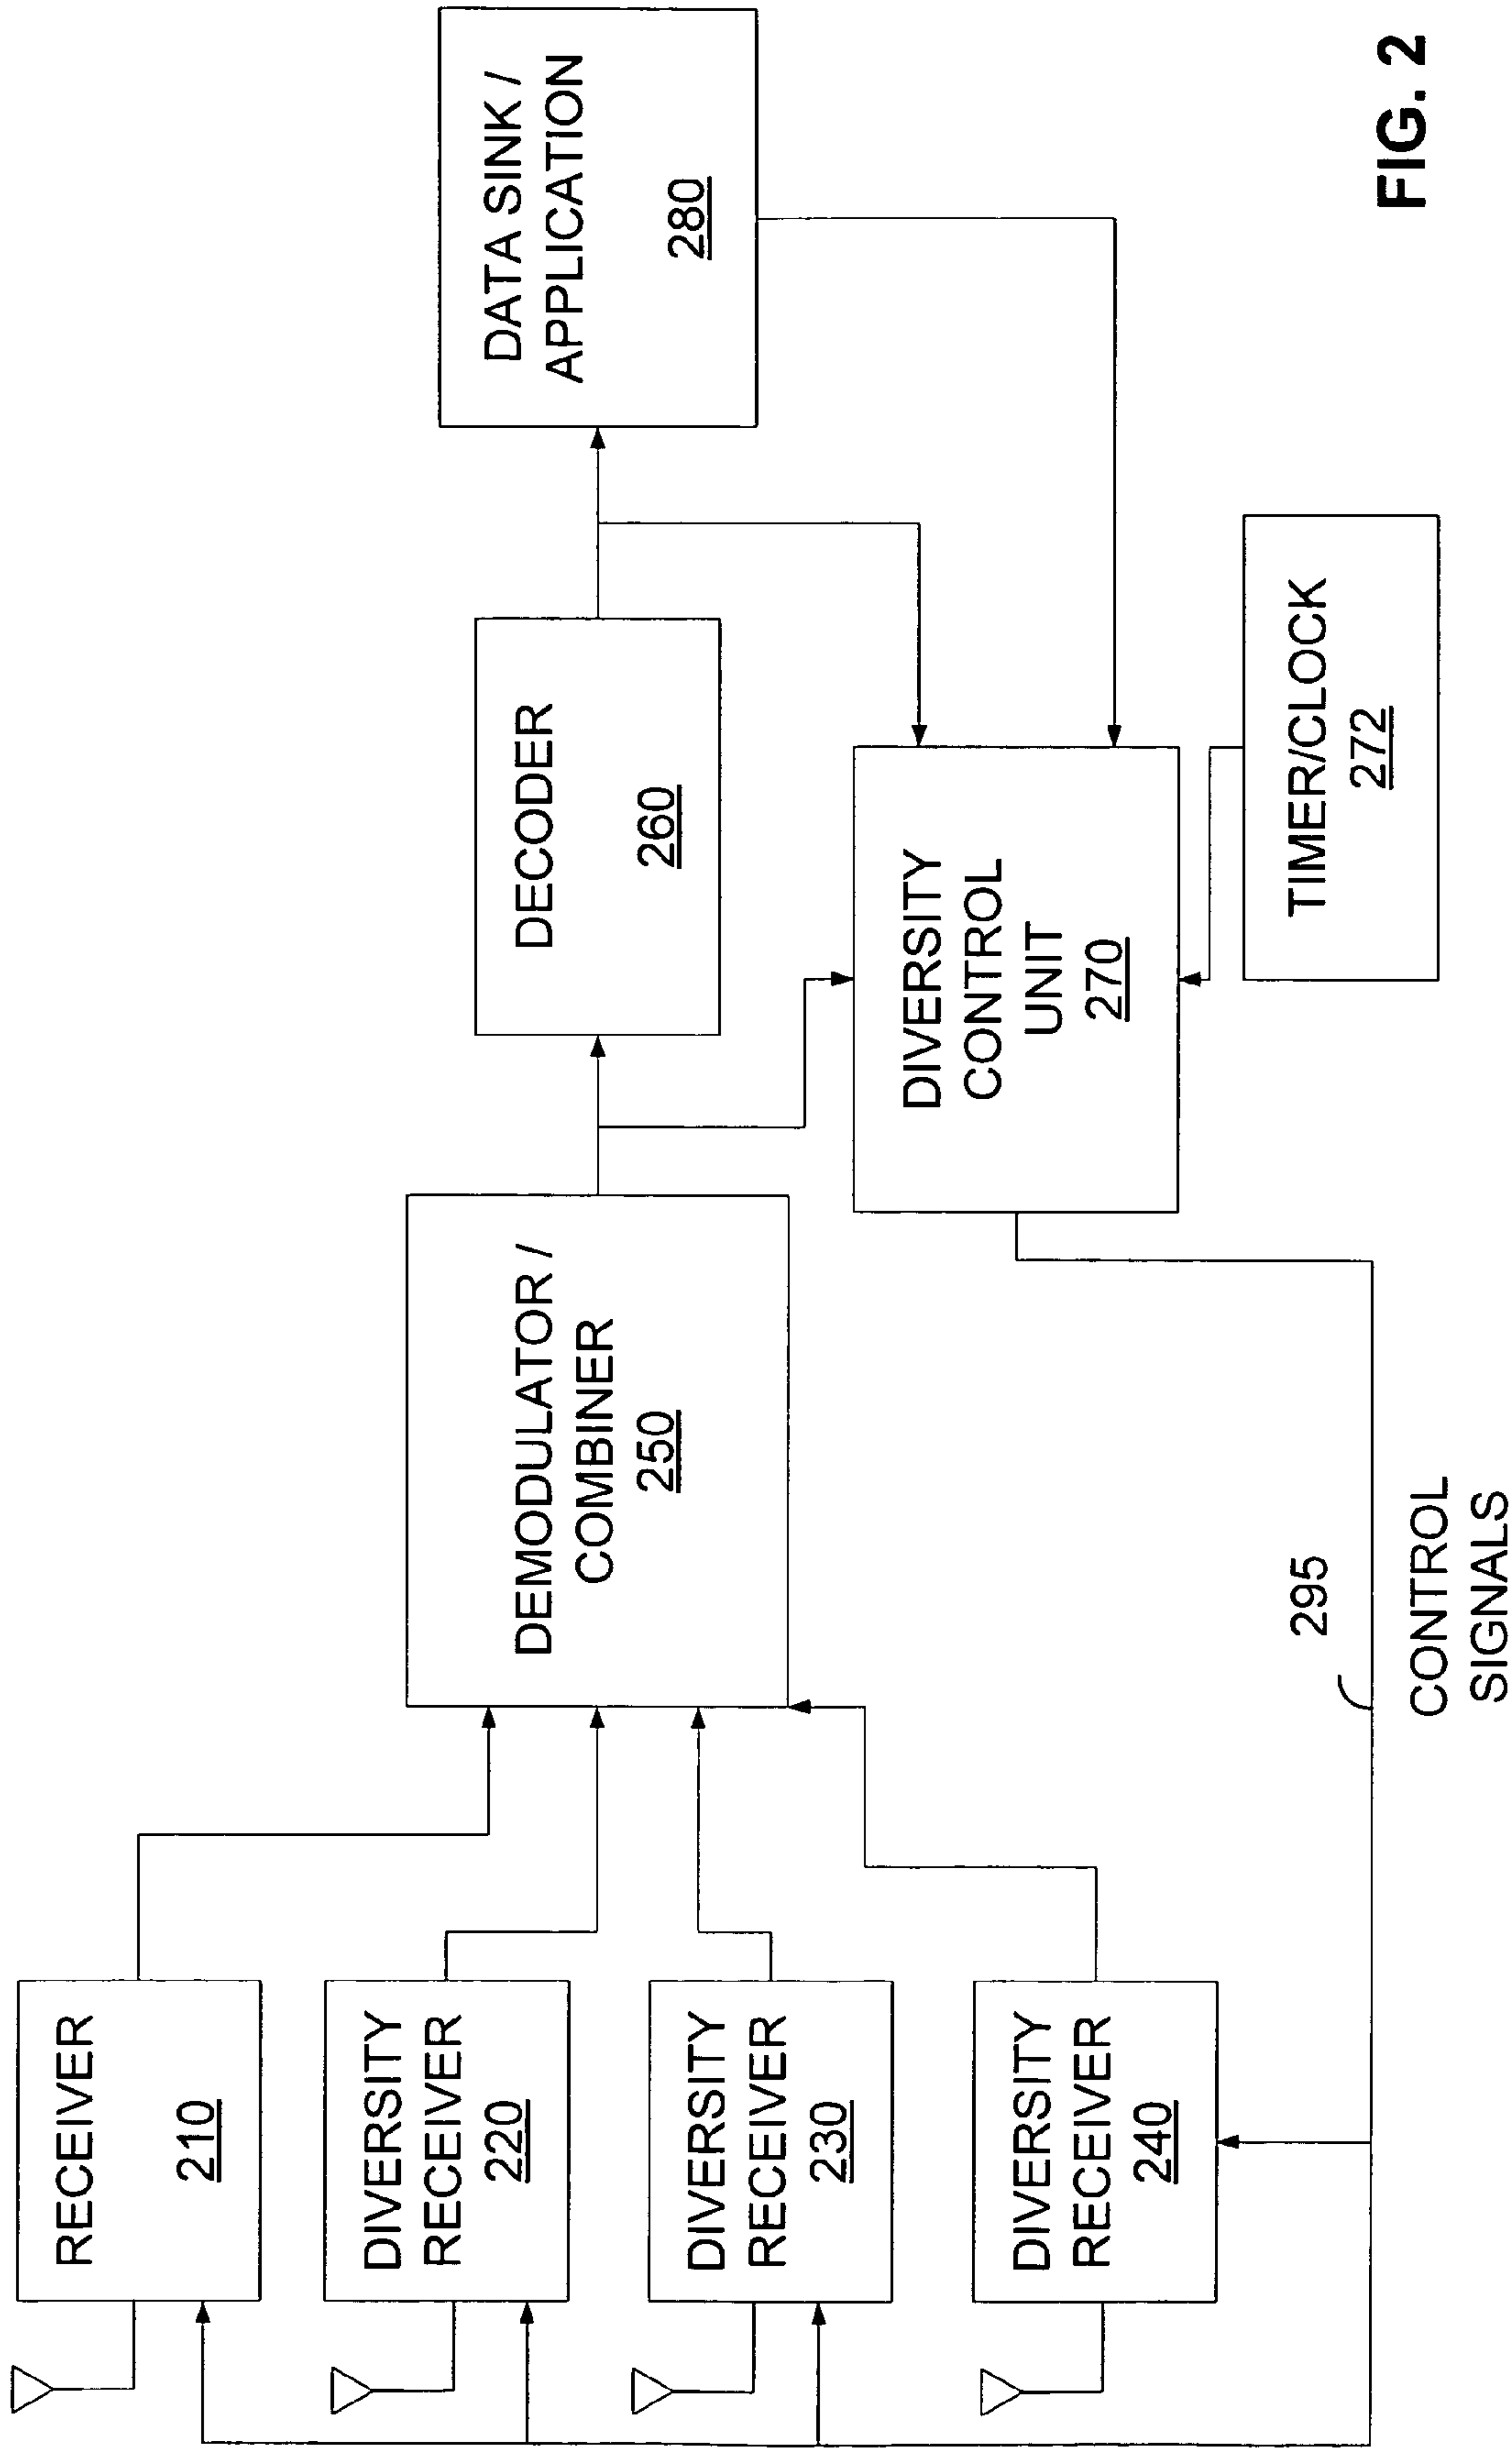 RECEIVER
210
DIVERSITY
RECEIVER
220
DIVERSITY
RECEIVER
230
DIVERSITY
RECEIVER
240
DEMODULATOR /
COMBINER
250
DECODER
260
DATA SINK /
APPLICATION
280
DIVERSITY
CONTROL
UNIT
270
TIMER/CLOCK
272
295
CONTROL
SIGNALS
FIG. 2